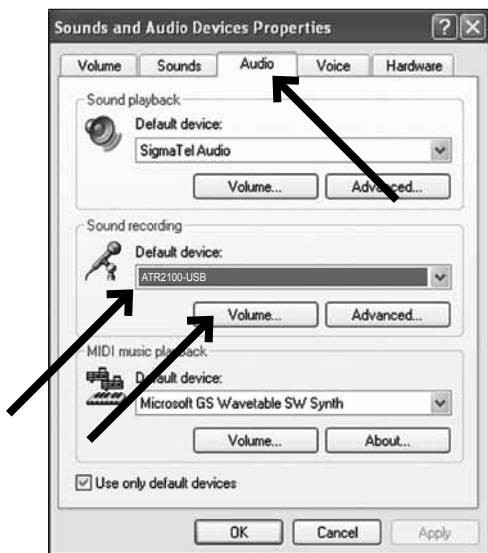 Sounds and Audio Devices Properties
Volume Sounds Audio Voice Hardware
Sound playback
Default device:
SigmaTel Audio
Volume... Advanced...
Sound recording
Default device:
ATR2100-USB
Volume... Advanced...
MIDI music playback
Default device:
Microsoft GS Wavetable SW Synth
Volume... About...
Use only default devices
OK Cancel Apply